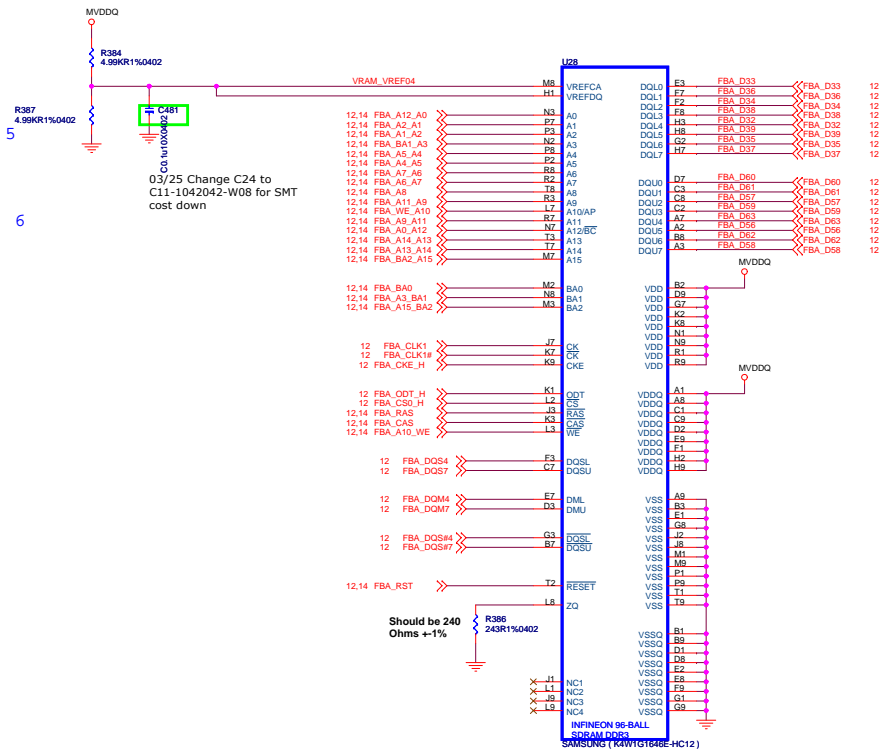 MVDDQ
R384
4.99KR1%0402
R387
4.99KR1%0402
C481
C0.1u10X0402
VRAM_VREF04
03/25 Change C24 to
C11-1042042-W08 for SMT
cost down
5
6
U28
M8 VREFCA
H1 VREFDQ
12,14 FBA_A12_A0 N3 A0
12,14 FBA_A2_A1 P7 A1
12,14 FBA_A1_A2 P3 A2
12,14 FBA_BA1_A3 N2 A3
12,14 FBA_A5_A4 P8 A4
12,14 FBA_A4_A5 P2 A5
12,14 FBA_A7_A6 R8 A6
12,14 FBA_A6_A7 R2 A7
12,14 FBA_A8 T8 A8
12,14 FBA_A11_A9 R3 A9
12,14 FBA_WE_A10 L7 A10/AP
12,14 FBA_A9_A11 R7 A11
12,14 FBA_A0_A12 N7 A12/BC
12,14 FBA_A14_A13 T3 A13
12,14 FBA_A13_A14 T7 A14
12,14 FBA_BA2_A15 M7 A15
12,14 FBA_BA0 M2 BA0
12,14 FBA_A3_BA1 N8 BA1
12,14 FBA_A15_BA2 M3 BA2
12 FBA_CLK1 J7 CK
12 FBA_CLK1# K7 CK
12 FBA_CKE_H K9 CKE
12 FBA_ODT_H K1 ODT
12 FBA_CS0_H L2 CS
12,14 FBA_RAS J3 RAS
12,14 FBA_CAS K3 CAS
12,14 FBA_A10_WE L3 WE
12 FBA_DQS4 F3 DQSL
12 FBA_DQS7 C7 DQSU
12 FBA_DQM4 E7 DML
12 FBA_DQM7 D3 DMU
12 FBA_DQS#4 G3 DQSL
12 FBA_DQS#7 B7 DQSU
12,14 FBA_RST T2 RESET
L8 ZQ
Should be 240
Ohms +-1%
R386
243R1%0402
J1 NC1
L1 NC2
J9 NC3
L9 NC4
DQL0 E3 FBA_D33 FBA_D33 12
DQL1 F7 FBA_D36 FBA_D36 12
DQL2 F2 FBA_D34 FBA_D34 12
DQL3 F8 FBA_D38 FBA_D38 12
DQL4 H3 FBA_D32 FBA_D32 12
DQL5 H8 FBA_D39 FBA_D39 12
DQL6 G2 FBA_D35 FBA_D35 12
DQL7 H7 FBA_D37 FBA_D37 12
DQU0 D7 FBA_D60 FBA_D60 12
DQU1 C3 FBA_D61 FBA_D61 12
DQU2 C8 FBA_D57 FBA_D57 12
DQU3 C2 FBA_D59 FBA_D59 12
DQU4 A7 FBA_D63 FBA_D63 12
DQU5 A2 FBA_D56 FBA_D56 12
DQU6 B8 FBA_D62 FBA_D62 12
DQU7 A3 FBA_D58 FBA_D58 12
MVDDQ
VDD B2
VDD D9
VDD G7
VDD K2
VDD K8
VDD N1
VDD N9
VDD R1
VDD R9
MVDDQ
VDDQ A1
VDDQ A8
VDDQ C1
VDDQ C9
VDDQ D2
VDDQ E9
VDDQ F1
VDDQ H2
VDDQ H9
VSS A9
VSS B3
VSS E1
VSS G8
VSS J2
VSS J8
VSS M1
VSS M9
VSS P1
VSS P9
VSS T1
VSS T9
VSSQ B1
VSSQ B9
VSSQ D1
VSSQ D8
VSSQ E2
VSSQ E8
VSSQ F9
VSSQ G1
VSSQ G9
INFINEON 96-BALL
SDRAM DDR3
SAMSUNG ( K4W1G1646E-HC12 )